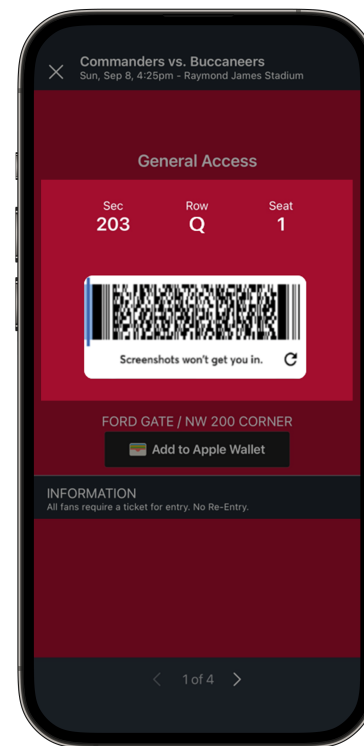 Commanders vs. Buccaneers
Sun, Sep 8, 4:25pm - Raymond James Stadium
General Access
Sec Row Seat
203 Q 1
Screenshots won't get you in.
FORD GATE / NW 200 CORNER
Add to Apple Wallet
INFORMATION
All fans require a ticket for entry. No Re-Entry.
1 of 4